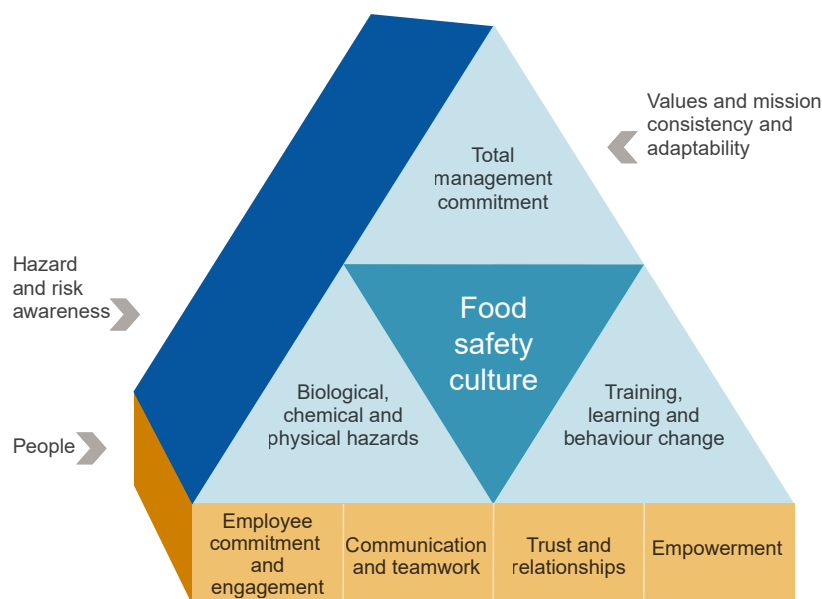 Values and mission
consistency and
adaptability
Total
management
commitment
Hazard
and risk
awareness
Food
safety
culture
Biological,
chemical and
physical hazards
Training,
learning and
behaviour change
People
Employee
commitment
and
engagement
Communication
and teamwork
Trust and
relationships
Empowerment